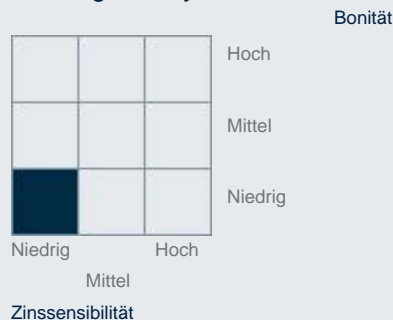 Bonität
Hoch
Mittel
Niedrig
Niedrig Hoch
Mittel
Zinssensibilität